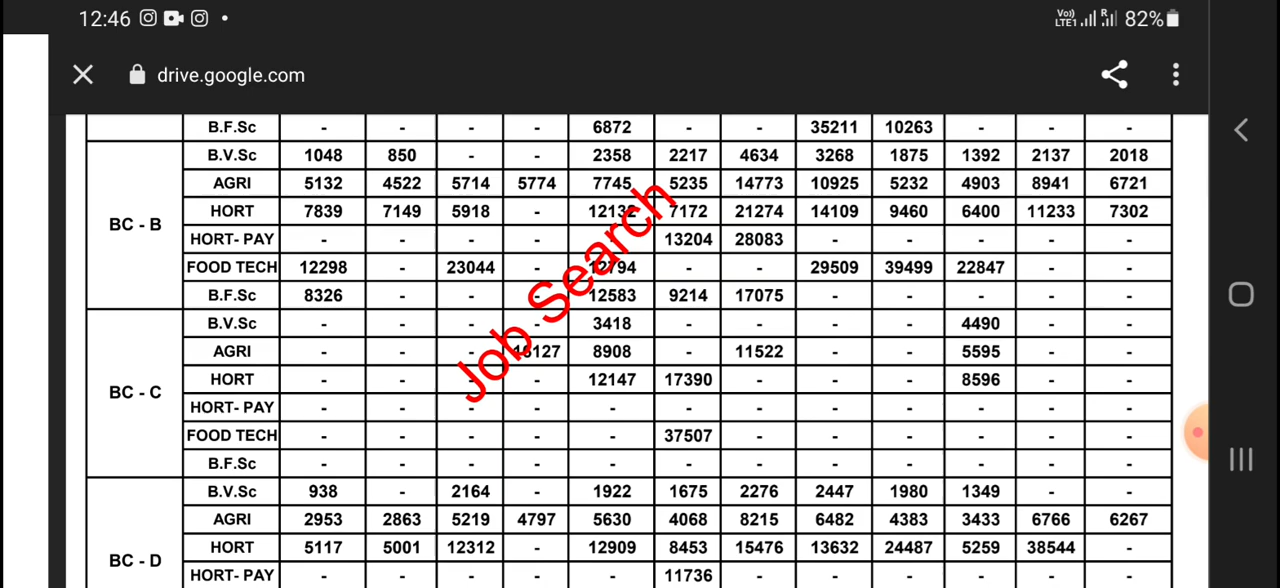 12:46 Vo)) LTE1 R 82%
drive.google.com
B.F.Sc - - - - 6872 - - 35211 10263 - - -
BC - B
B.V.Sc 1048 850 - - 2358 2217 4634 3268 1875 1392 2137 2018
AGRI 5132 4522 5714 5774 7745 5235 14773 10925 5232 4903 8941 6721
HORT 7839 7149 5918 - 12132 7172 21274 14109 9460 6400 11233 7302
HORT- PAY - - - - - 13204 28083 - - - - -
FOOD TECH 12298 - 23044 - 12794 - - 29509 39499 22847 - -
B.F.Sc 8326 - - - 12583 9214 17075 - - - - -
BC - C
B.V.Sc - - - - 3418 - - - - 4490 - -
AGRI - - - 8908 - 11522 - - 5595 - -
HORT - - - - 12147 17390 - - - 8596 - -
HORT- PAY - - - - - - - - - - - -
FOOD TECH - - - - - 37507 - - - - - -
B.F.Sc - - - - - - - - - - - -
BC - D
B.V.Sc 938 - 2164 - 1922 1675 2276 2447 1980 1349 - -
AGRI 2953 2863 5219 4797 5630 4068 8215 6482 4383 3433 6766 6267
HORT 5117 5001 12312 - 12909 8453 15476 13632 24487 5259 38544 -
HORT- PAY - - - - - 11736 - - - - - -
Job Search